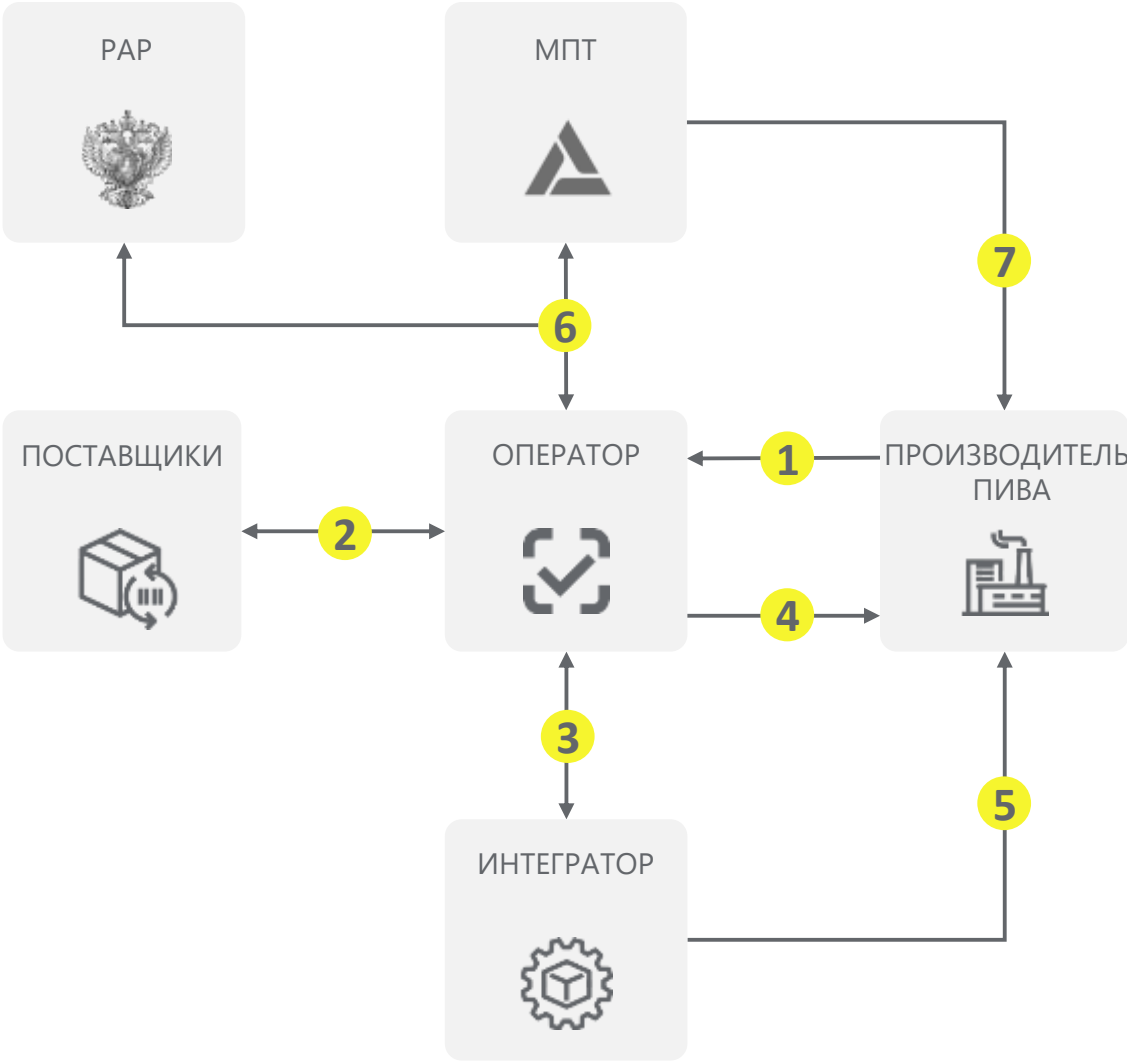 РАР
МПТ
7
6
ПОСТАВЩИКИ
ОПЕРАТОР
ПРОИЗВОДИТЕЛЬ
ПИВА
1
2
4
3
5
ИНТЕГРАТОР